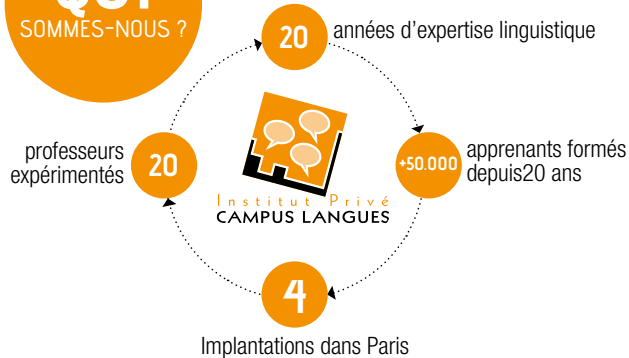 QUI
SOMMES-NOUS ?
20
années d'expertise linguistique
+50.000
apprenants formés
depuis20 ans
4
Implantations dans Paris
20
professeurs
expérimentés
Institut Privé
CAMPUS LANGUES